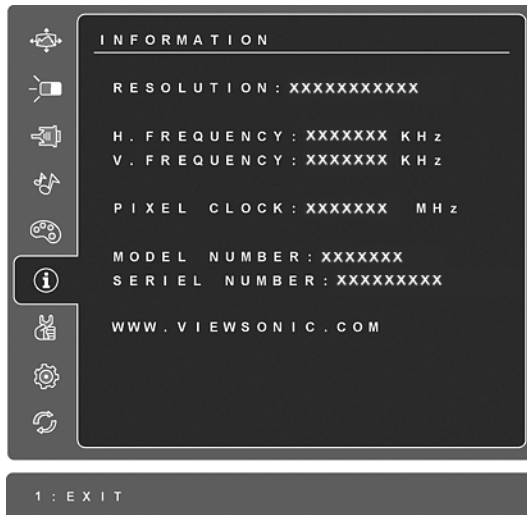 INFORMATION
RESOLUTION: XXXXXXXXXXX
H. FREQUENCY: XXXXXXX KHz
V. FREQUENCY: XXXXXXX KHz
PIXEL CLOCK: XXXXXXX MHz
MODEL NUMBER: XXXXXXX
SERIEL NUMBER: XXXXXXXXX
WWW.VIEWSONIC.COM
1:EXIT